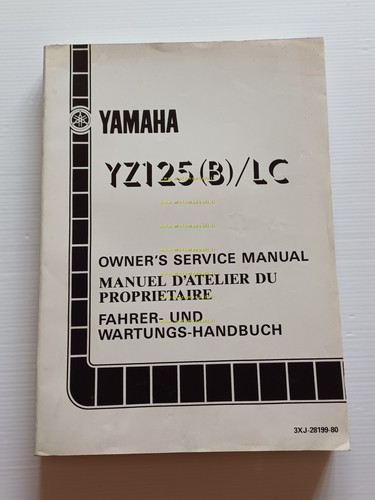 YAMAHA
YZ125(B)/LC
OWNER'S SERVICE MANUAL
MANUEL D'ATELIER DU
PROPRIETAIRE
FAHRER- UND
WARTUNGS-HANDBUCH
3XJ-28199-80